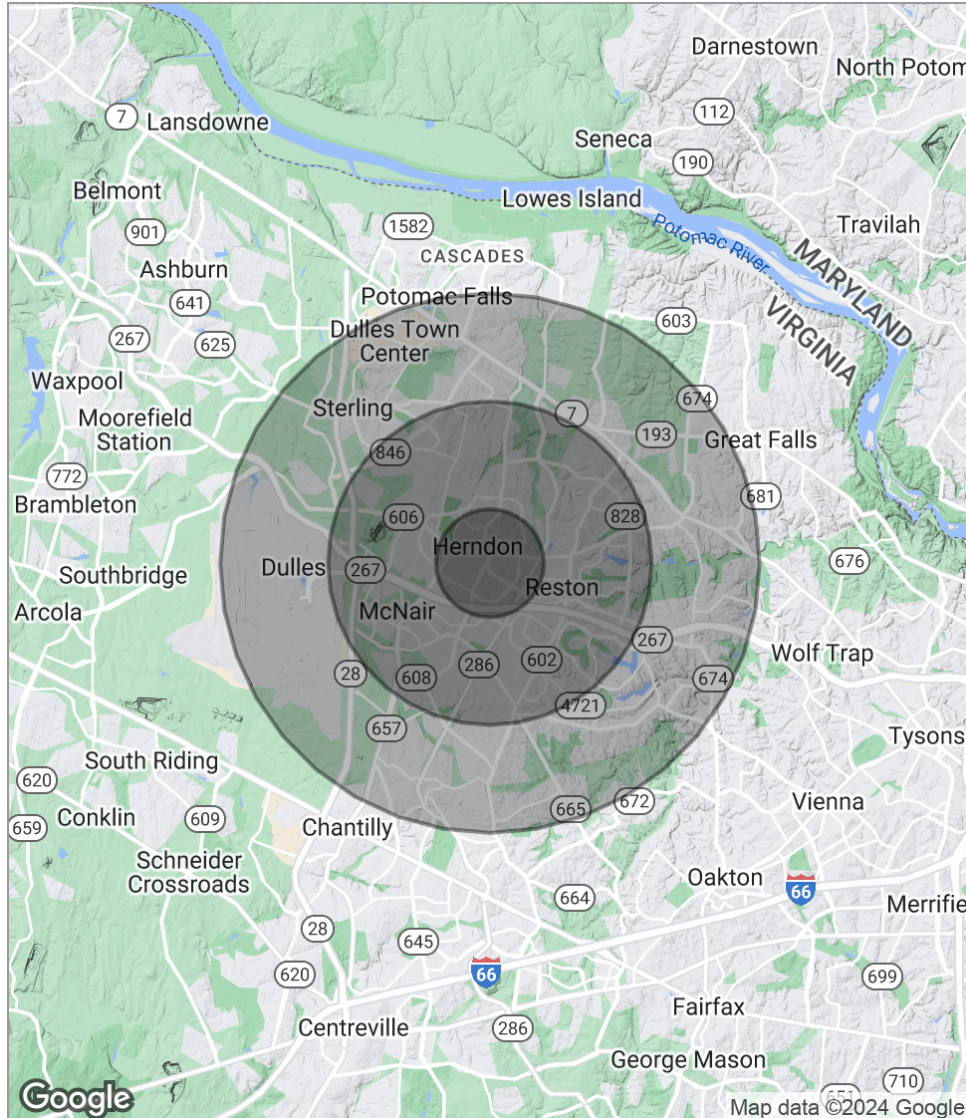 Darnestown
North Potom
7
Lansdowne
112
Seneca
190
Belmont
Lowes Island
901
1582
Travilah
Potomac River
CASCADES
Ashburn
MARYLAND
641
Potomac Falls
VIRGINIA
603
267
625
Dulles Town
Center
Waxpool
674
Sterling
7
Moorefield
Station
193
Great Falls
846
772
681
Brambleton
606
828
Herndon
676
Dulles
267
Southbridge
Reston
Arcola
McNair
267
Wolf Trap
28
608
286
602
674
4721
657
Tysons
South Riding
620
672
Vienna
665
Conklin
609
659
Chantilly
Schneider
Crossroads
Oakton
66
664
Merrifie
28
645
620
66
699
Fairfax
Centreville
286
George Mason
710
651
Google
Map data ©2024 Google